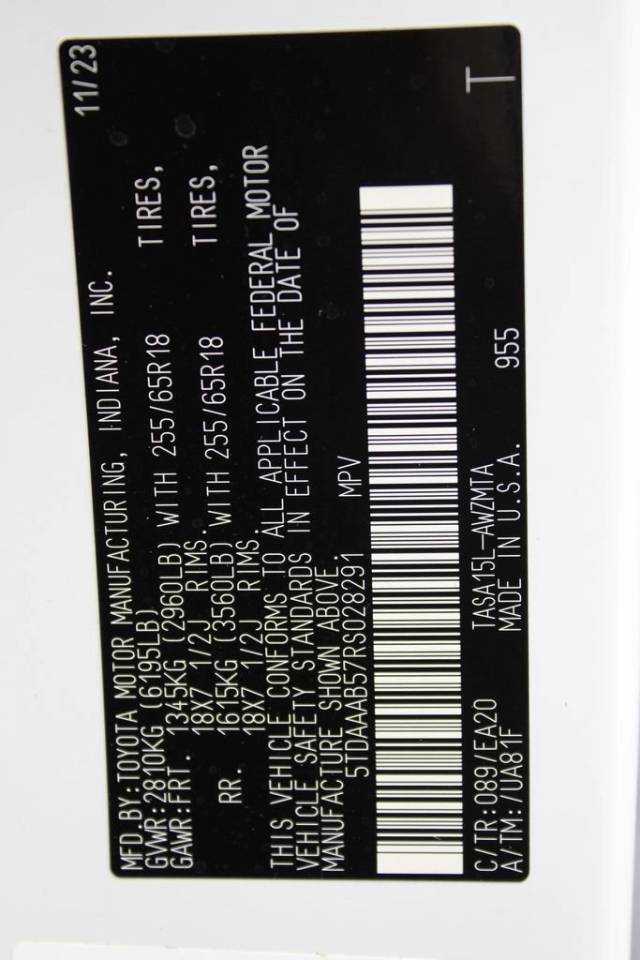 MFD BY:TOYOTA MOTOR MANUFACTURING, INDIANA, INC. 11/23
GVWR:2810KG (6195LB)
GAWR:FRT. 1345KG (2960LB) WITH 255/65R18 TIRES,
18X7 1/2J RIMS.
RR. 1615KG (3560LB) WITH 255/65R18 TIRES,
18X7 1/2J RIMS.
THIS VEHICLE CONFORMS TO ALL APPLICABLE FEDERAL MOTOR
VEHICLE SAFETY STANDARDS IN EFFECT ON THE DATE OF
MANUFACTURE SHOWN ABOVE.
5TDAAAB57RS028291 MPV
C/TR:089/EA20 TASA15L-AWZMTA T
A/TM:/UA81F MADE IN U.S.A. 955